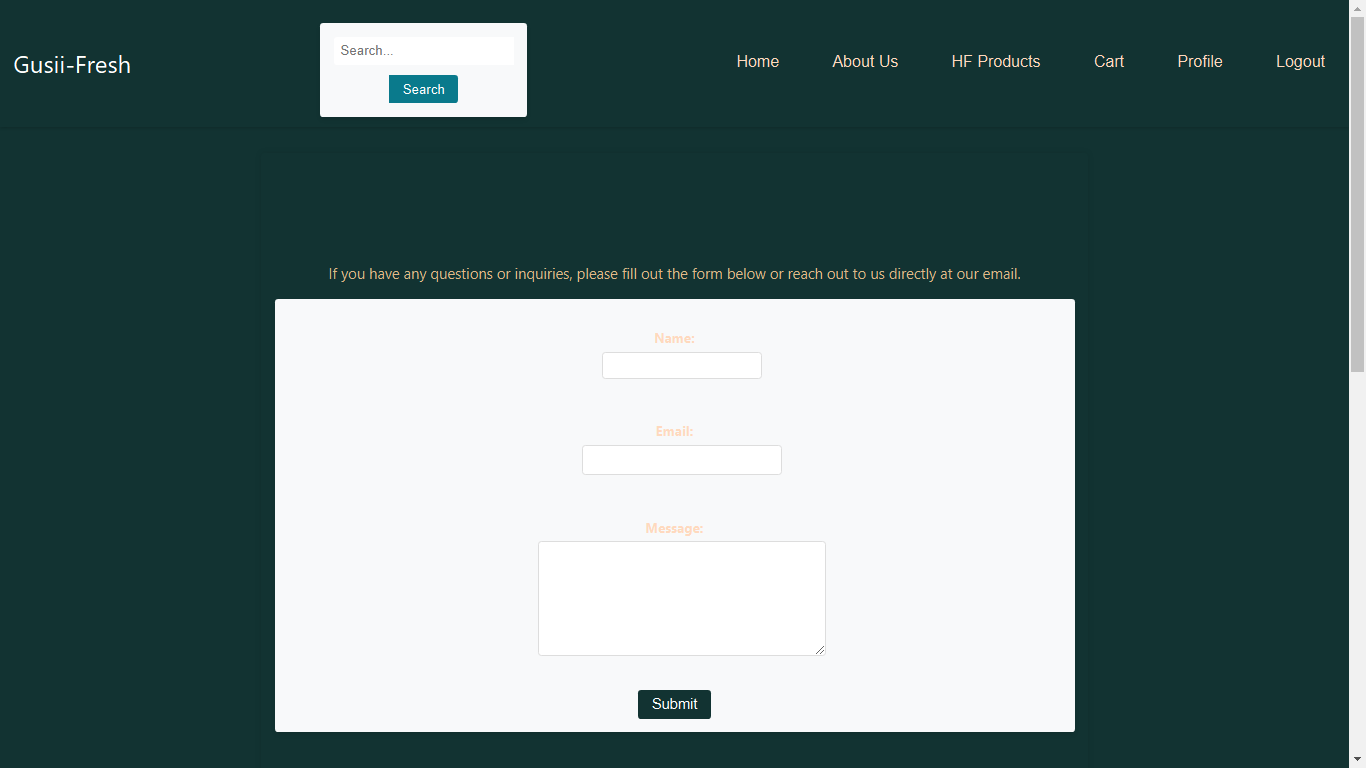 Gusii-Fresh
Search...
Search
Home
About Us
HF Products
Cart
Profile
Logout
If you have any questions or inquiries, please fill out the form below or reach out to us directly at our email.
Name:
Email:
Message:
Submit